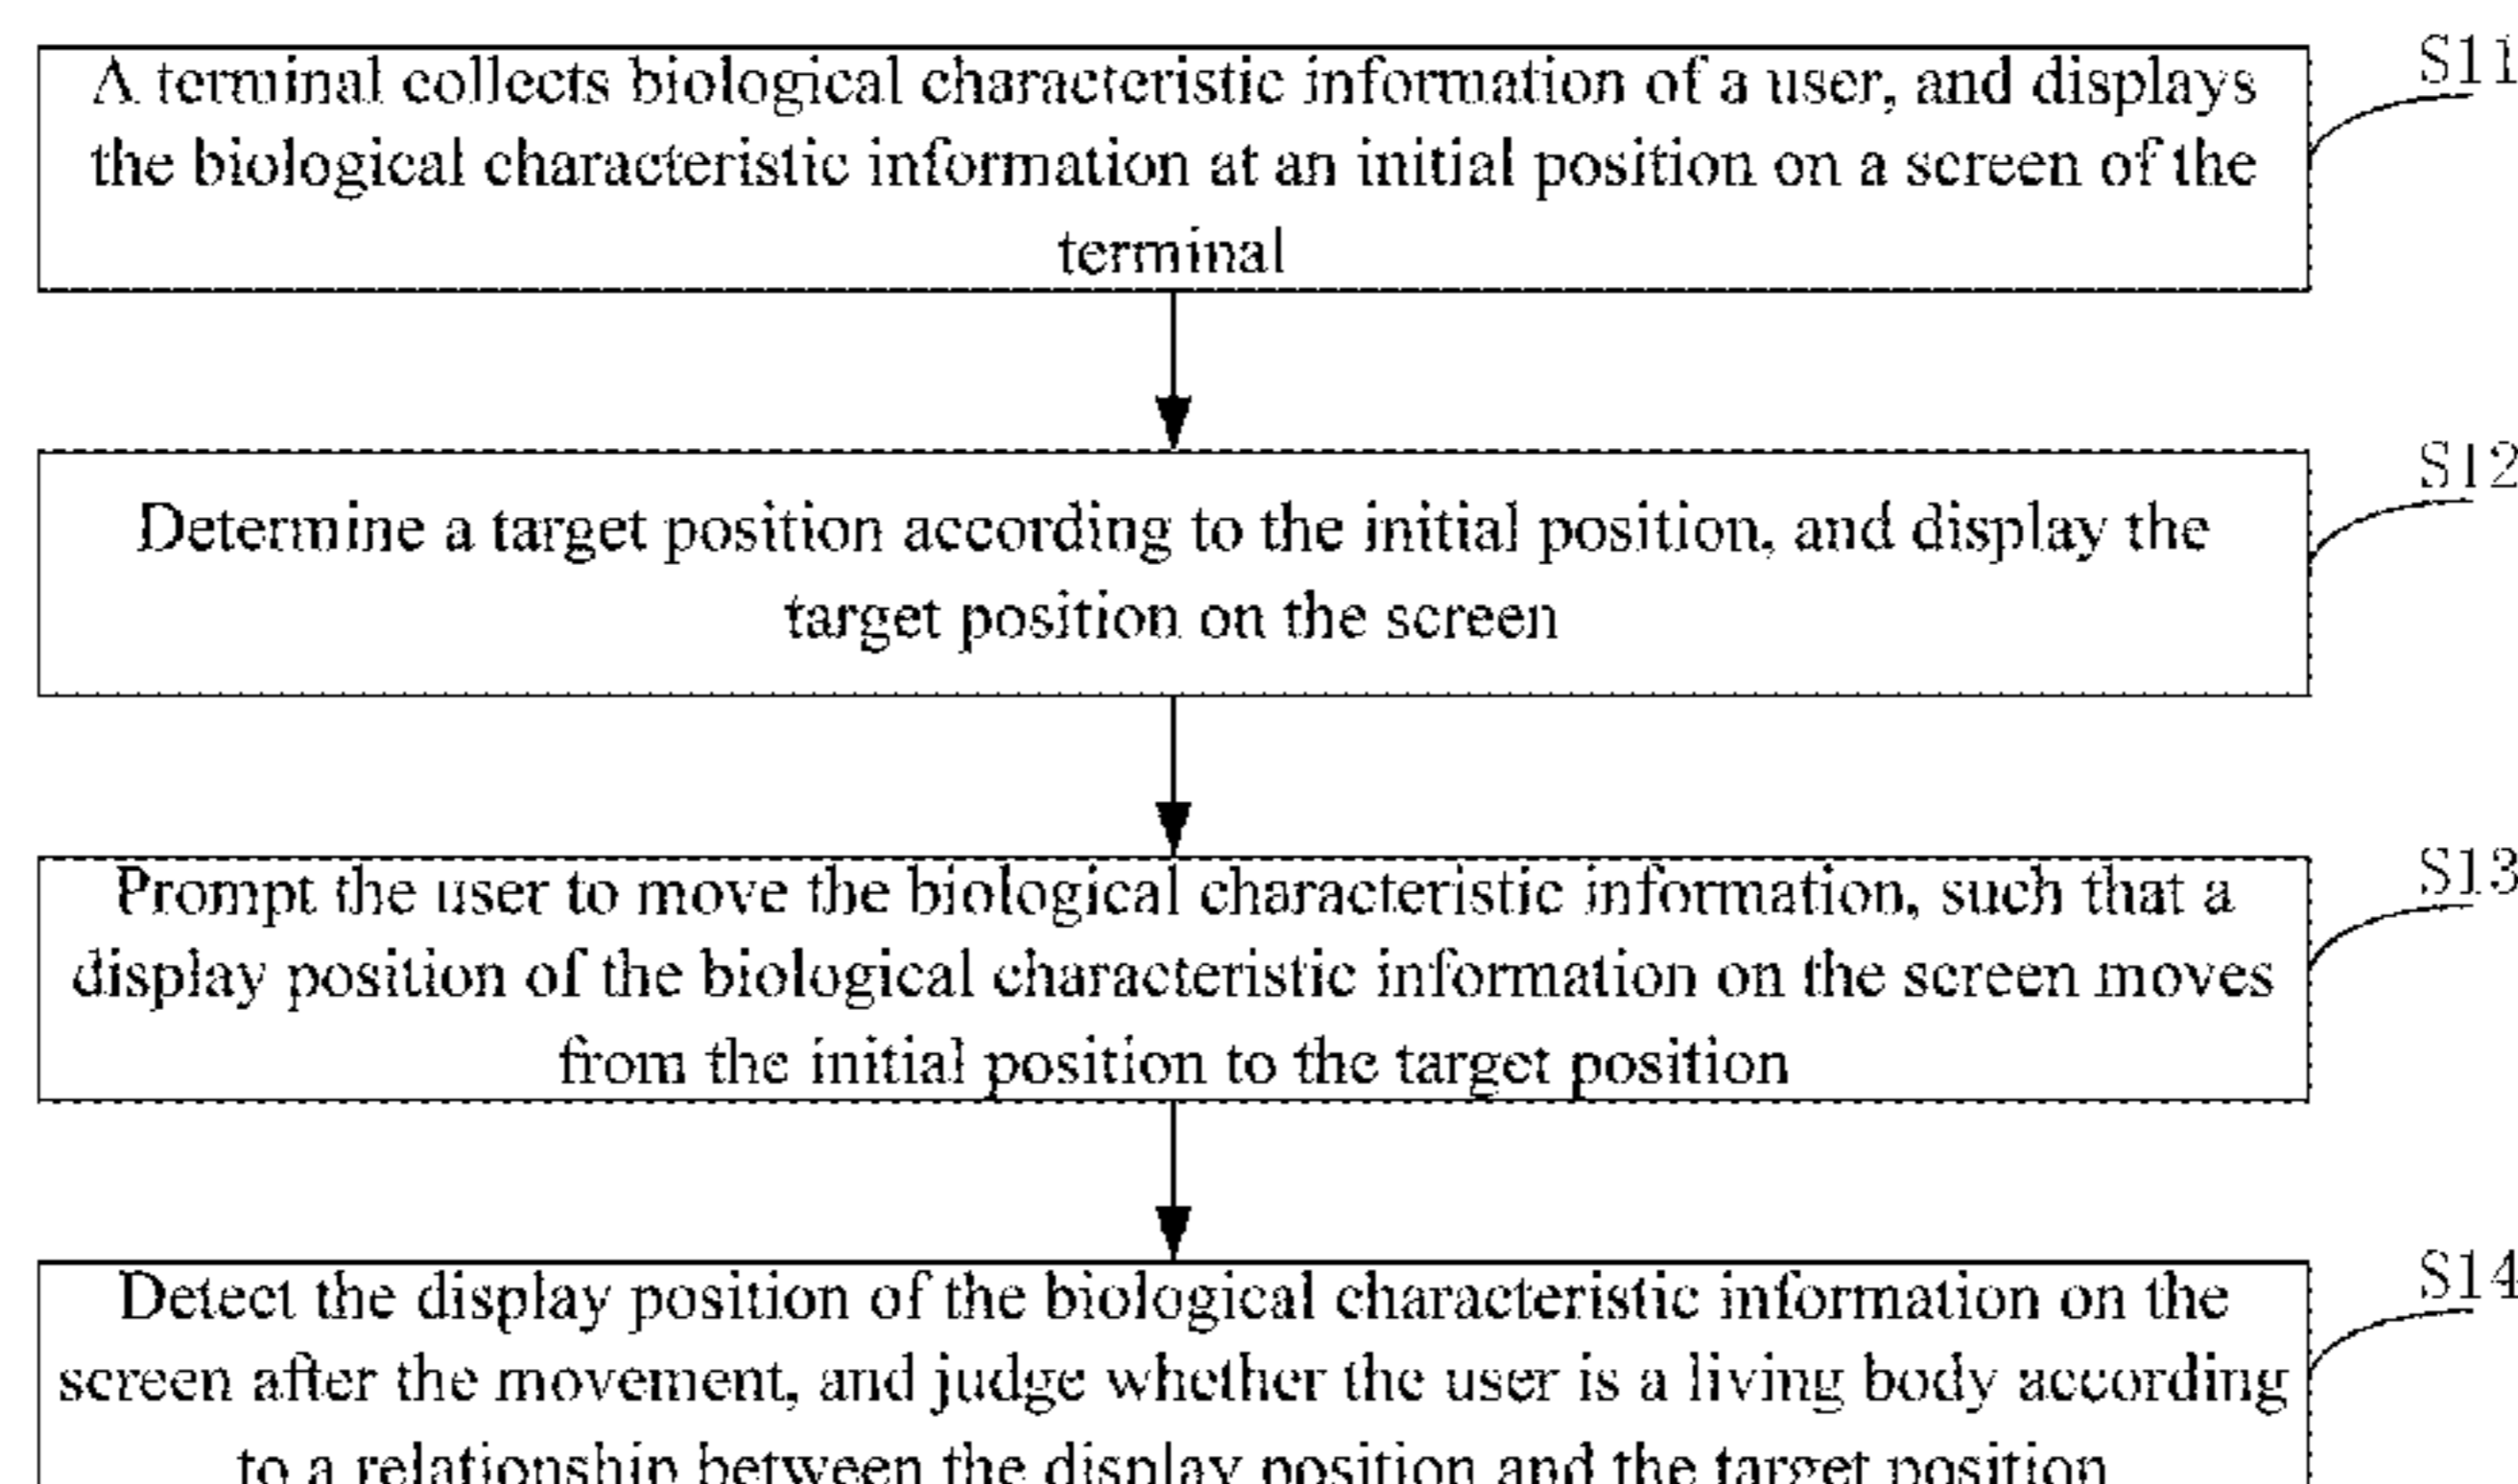 A terminal collects biological characteristic information of a user, and displays
the biological characteristic information at an initial position on a screen of the
terminal
S11
Determine a target position according to the initial position, and display the
target position on the screen
S12
Prompt the user to move the biological characteristic information, such that a
display position of the biological characteristic information on the screen moves
from the initial position to the target position
S13
Detect the display position of the biological characteristic information on the
screen after the movement, and judge whether the user is a living body according
to a relationship between the display position and the target position
S14